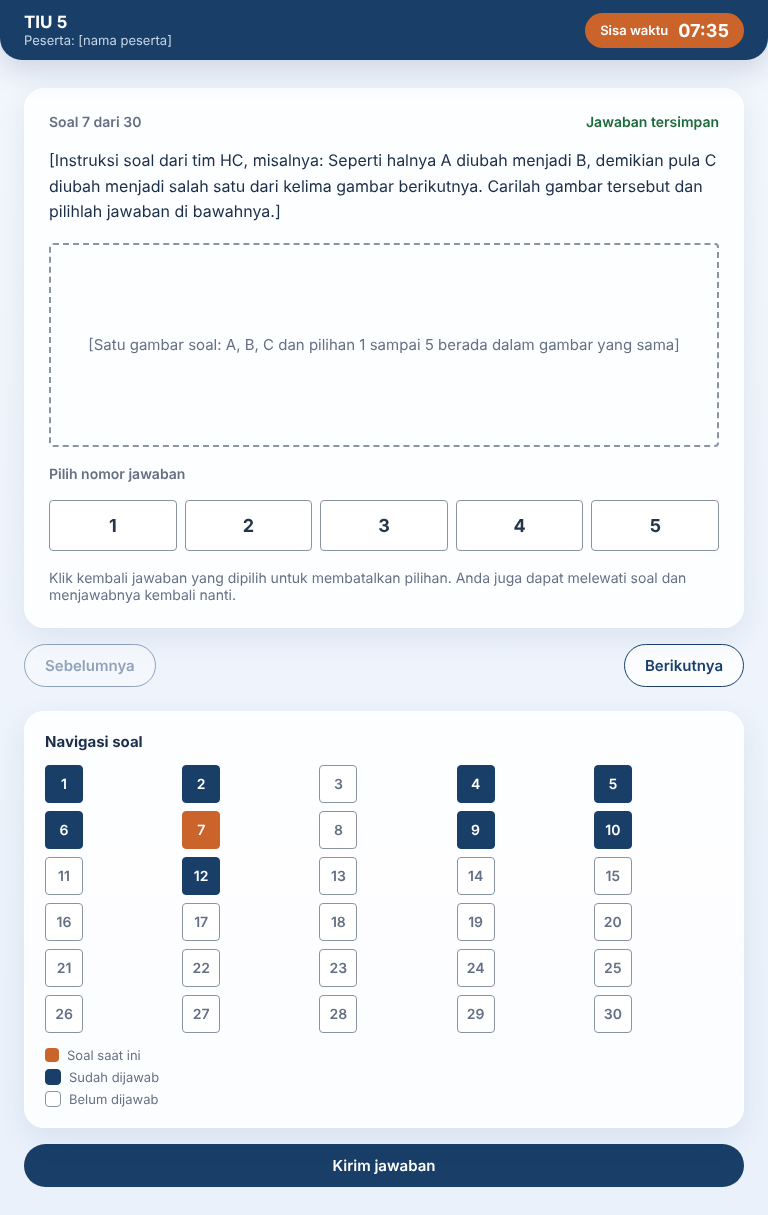 TIU 5
Peserta: [nama peserta]
Sisa waktu 07:35
Soal 7 dari 30
Jawaban tersimpan
[Instruksi soal dari tim HC, misalnya: Seperti halnya A diubah menjadi B, demikian pula C
diubah menjadi salah satu dari kelima gambar berikutnya. Carilah gambar tersebut dan
pilihlah jawaban di bawahnya.]
[Satu gambar soal: A, B, C dan pilihan 1 sampai 5 berada dalam gambar yang sama]
Pilih nomor jawaban
1 2 3 4 5
Klik kembali jawaban yang dipilih untuk membatalkan pilihan. Anda juga dapat melewati soal dan
menjawabnya kembali nanti.
Sebelumnya
Berikutnya
Navigasi soal
1 2 3 4 5
6 7 8 9 10
11 12 13 14 15
16 17 18 19 20
21 22 23 24 25
26 27 28 29 30
Soal saat ini
Sudah dijawab
Belum dijawab
Kirim jawaban